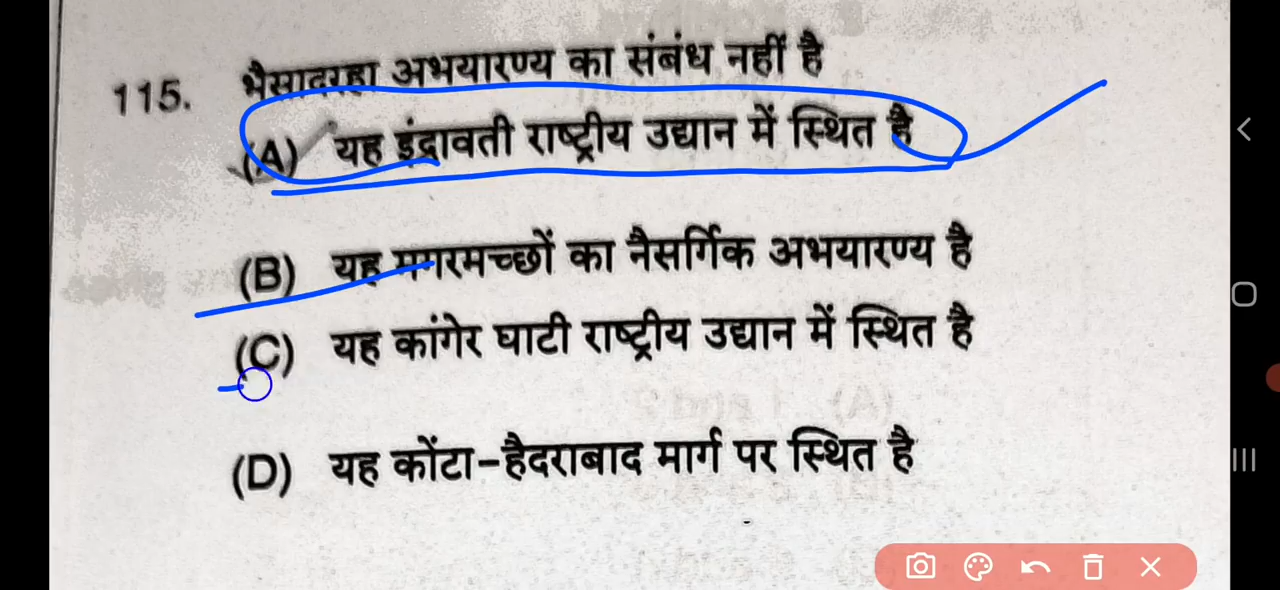 115. भैसादरहा अभयारण्य का संबंध नहीं है
(A) यह इंद्रावती राष्ट्रीय उद्यान में स्थित है
(B) यह मगरमच्छों का नैसर्गिक अभयारण्य है
(C) यह कांगेर घाटी राष्ट्रीय उद्यान में स्थित है
(D) यह कोंटा-हैदराबाद मार्ग पर स्थित है